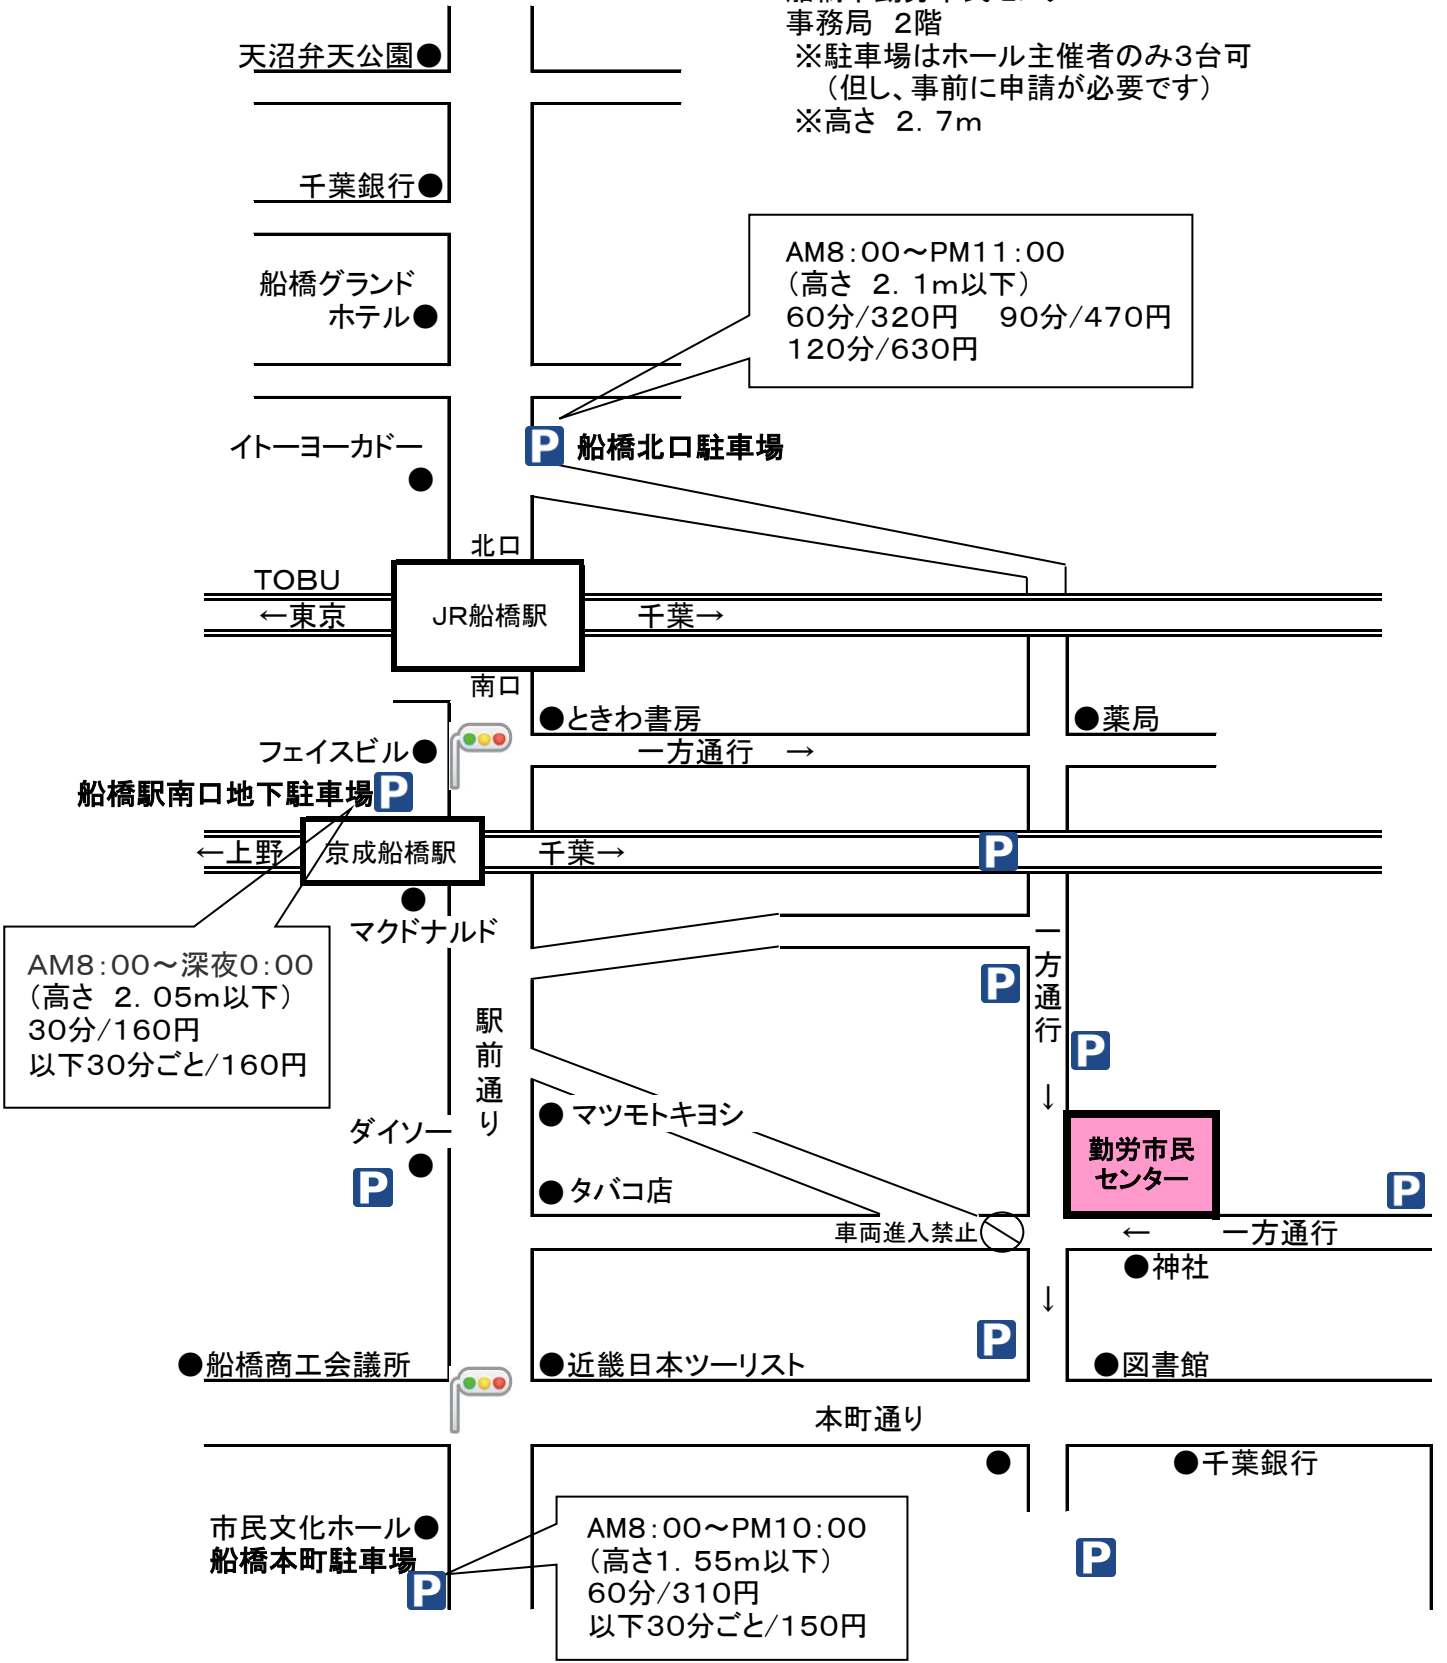 事務局 2階
※駐車場はホール主催者のみ3台可
(但し、事前に申請が必要です)
※高さ 2.7m
天沼弁天公園●
千葉銀行●
船橋グランド
ホテル●
AM8:00~PM11:00
(高さ 2.1m以下)
60分/320円 90分/470円
120分/630円
イトーヨーカドー
●
P 船橋北口駐車場
北口
TOBU
←東京
JR船橋駅
千葉→
南口
●ときわ書房
●薬局
一方通行 →
フェイスビル●
船橋駅南口地下駐車場P
←上野
京成船橋駅
千葉→
P
●
マクドナルド
AM8:00~深夜0:00
(高さ 2.05m以下)
30分/160円
以下30分ごと/160円
一方通行
↓
P
P
駅前通り
ダイソー
●
P
● マツモトキヨシ
● タバコ店
勤労市民
センター
P
車両進入禁止
← 一方通行
●神社
↓
P
●船橋商工会議所
●近畿日本ツーリスト
●図書館
本町通り
●
●千葉銀行
市民文化ホール●
船橋本町駐車場
P
AM8:00~PM10:00
(高さ1.55m以下)
60分/310円
以下30分ごと/150円
P